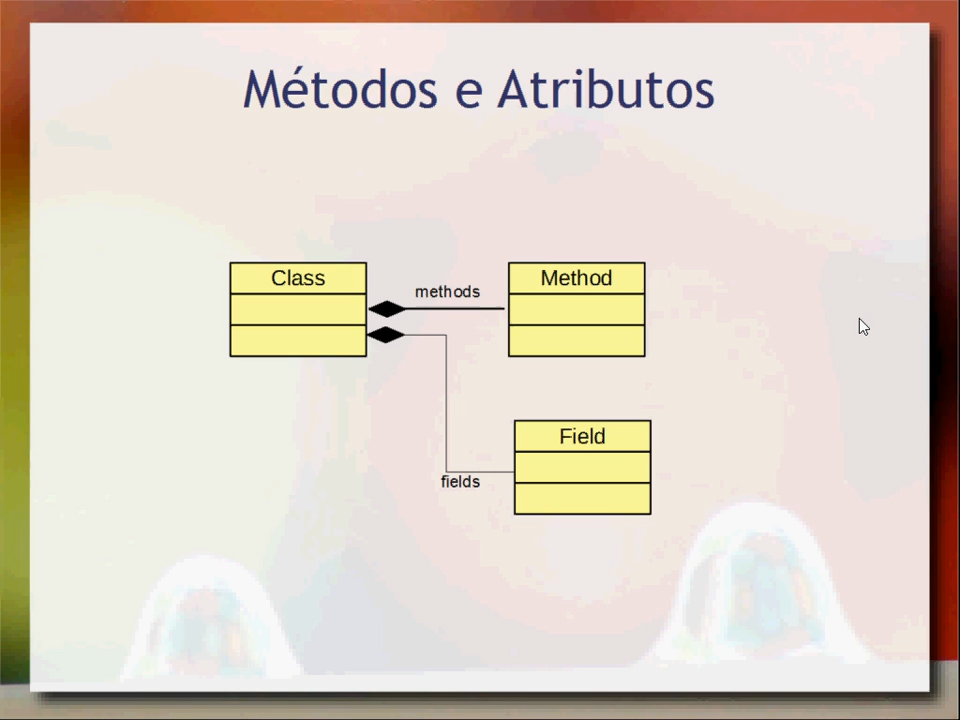 Métodos e Atributos
Class
methods
Method
Field
fields